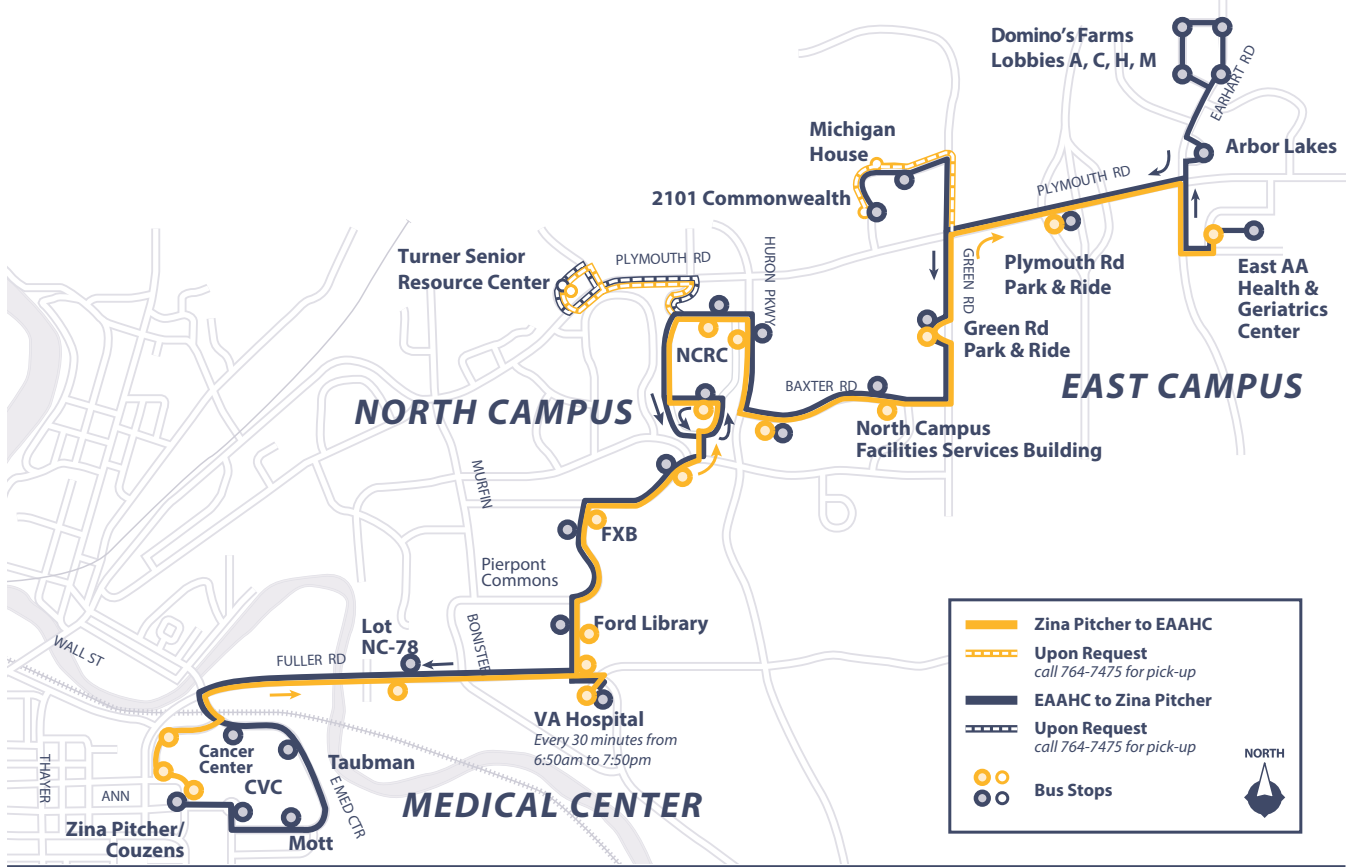 Domino's Farms
Lobbies A, C, H, M
EARHART RD
Michigan
House
Arbor Lakes
PLYMOUTH RD
2101 Commonwealth
Turner Senior
Resource Center
PLYMOUTH RD
HURON PKWY
GREEN RD
Plymouth Rd
Park & Ride
East AA
Health &
Geriatrics
Center
Green Rd
Park & Ride
NCRC
BAXTER RD
EAST CAMPUS
NORTH CAMPUS
North Campus
Facilities Services Building
MURFIN
FXB
Pierpont
Commons
Ford Library
BONISTEE
Lot
NC-78
WALL ST
FULLER RD
VA Hospital
Every 30 minutes from
6:50am to 7:50pm
Cancer
Center
Taubman
THAYER
CVC
ANN
E MED CTR
MEDICAL CENTER
Zina Pitcher/
Couzens
Mott
Zina Pitcher to EAAHC
Upon Request
call 764-7475 for pick-up
EAAHC to Zina Pitcher
Upon Request
call 764-7475 for pick-up
Bus Stops
NORTH